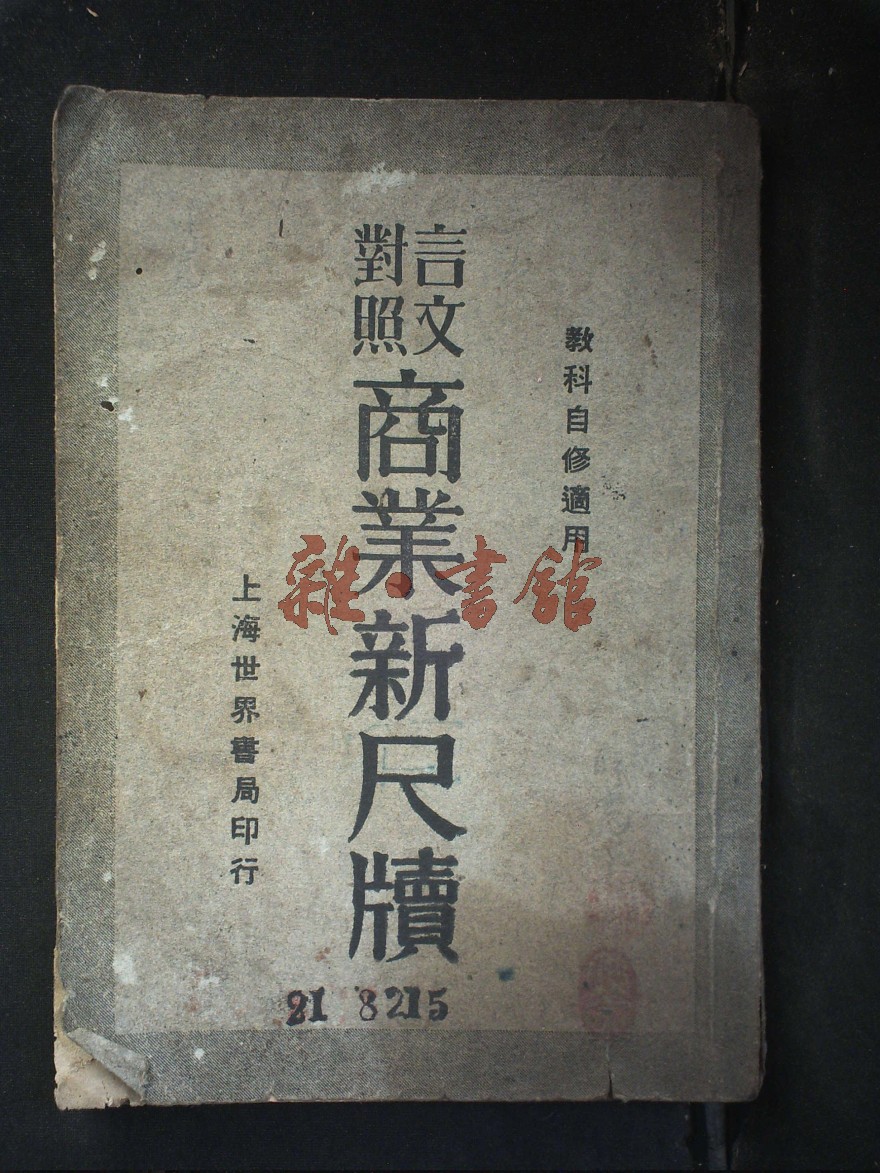 教科自修適用
言文
對照
商業新尺牘
上海世界書局印行
21 8215
雜·書館